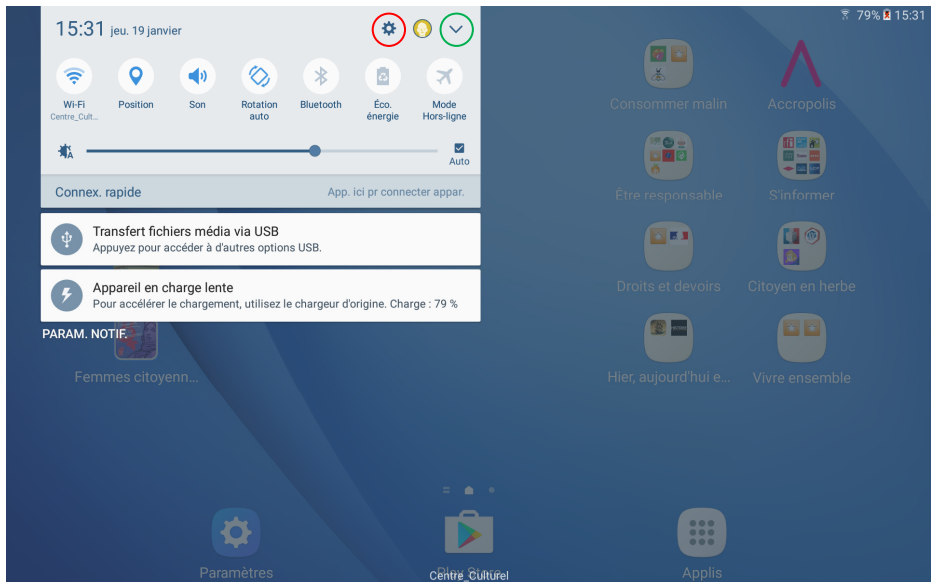 15:31 jeu. 19 janvier
79% 15:31
Wi-Fi
Centre_Cult...
Position
Son
Rotation
auto
Bluetooth
Éco.
énergie
Mode
Hors-ligne
A
Auto
Connex. rapide
App. ici pr connecter appar.
Transfert fichiers média via USB
Appuyez pour accéder à d'autres options USB.
Appareil en charge lente
Pour accélérer le chargement, utilisez le chargeur d'origine. Charge : 79 %
PARAM. NOTIF.
Femmes citoyenn...
Consommer malin
Accropolis
Être responsable
S'informer
Droits et devoirs
Citoyen en herbe
Hier, aujourd'hui e...
Vivre ensemble
Paramètres
Play Store
Centre_Culturel
Applis